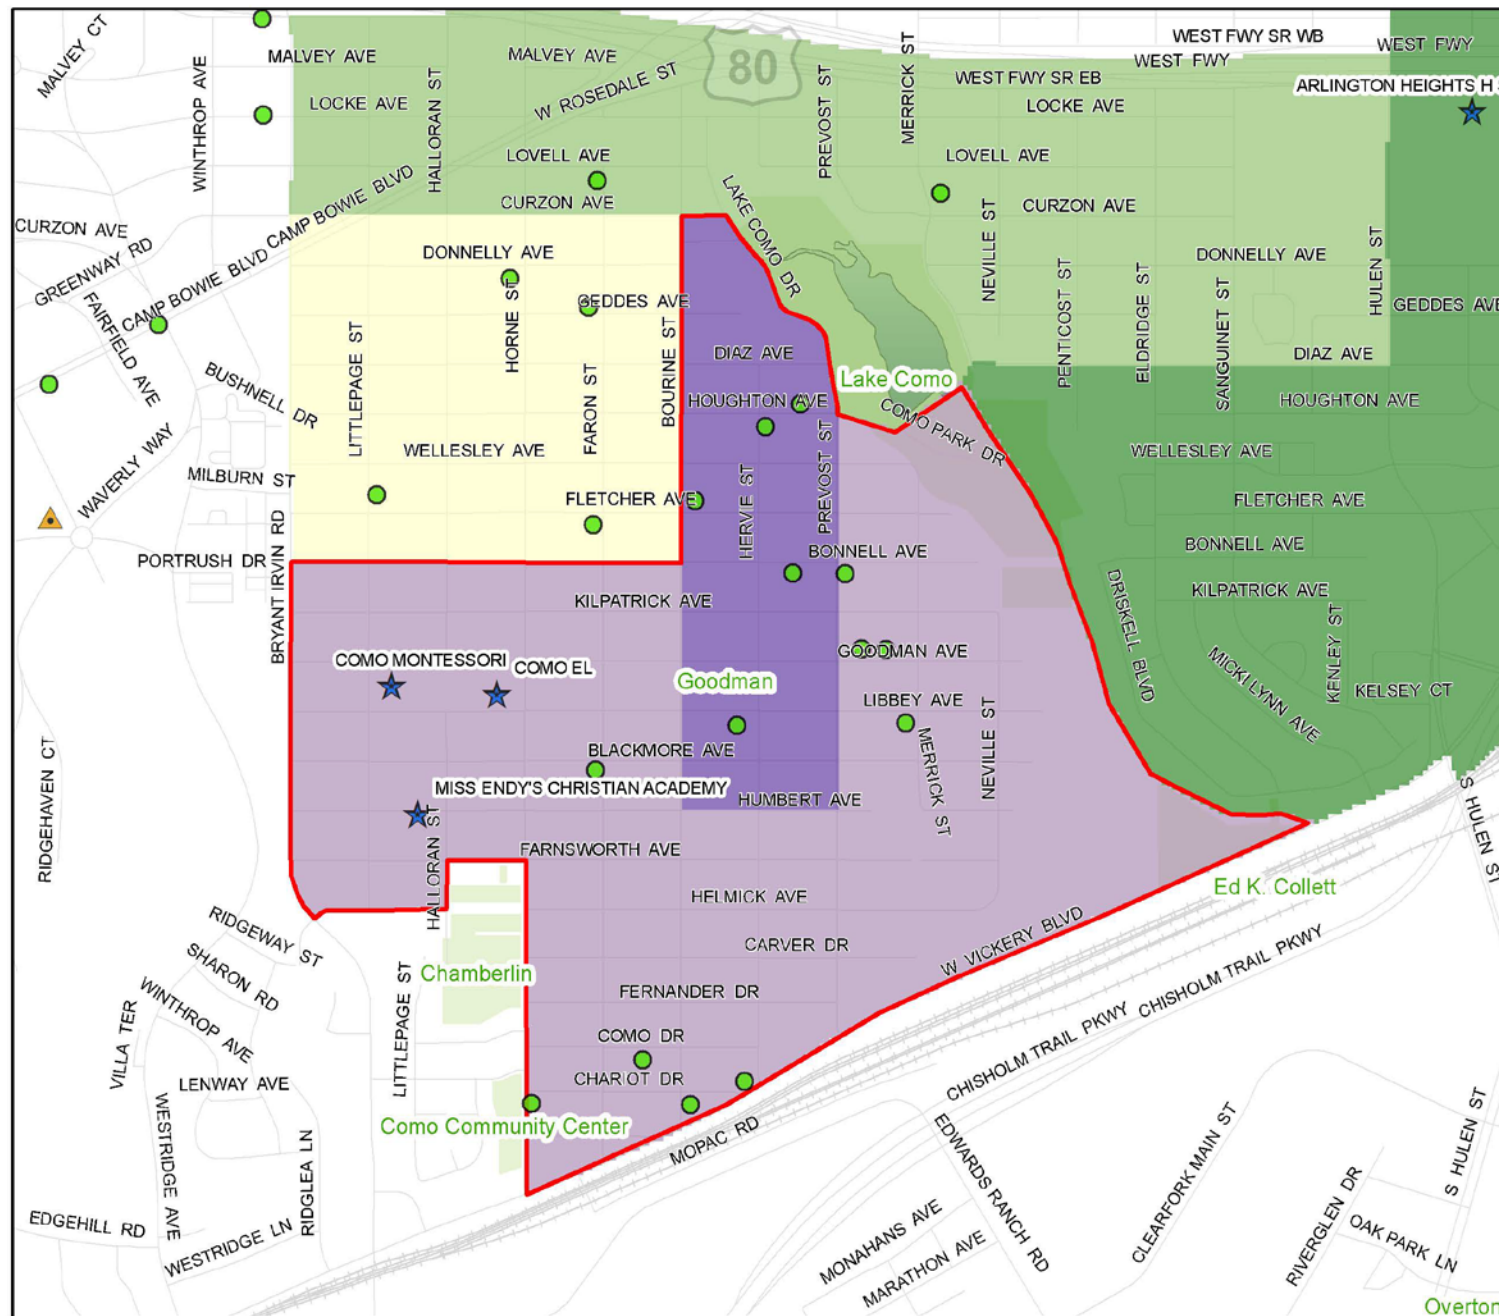 MALVEY CT
WINTHROP AVE
MALVEY AVE
MALVEY AVE
80
WEST FWY SR WB
WEST FWY
WEST FWY
WEST FWY SR EB
ARLINGTON HEIGHTS H S
LOCKE AVE
HALLORAN ST
W ROSEDALE ST
PREVOST ST
MERRICK ST
LOCKE AVE
LOVELL AVE
LOVELL AVE
CURZON AVE
CAMP BOWIE BLVD
CURZON AVE
LAKE COMO DR
NEVILLE ST
CURZON AVE
GREENWAY RD
CAMP BOWIE BLVD
DONNELLY AVE
DONNELLY AVE
HULEN ST
FAIRFIELD AVE
HORNE ST
GEDDES AVE
PENTICOST ST
ELDRIDGE ST
SANGUINET ST
GEDDES AVE
LITTLEPAGE ST
BOURINE ST
DIAZ AVE
DIAZ AVE
BUSHNELL DR
FARON ST
Lake Como
HOUGHTON AVE
HOUGHTON AVE
COMO PARK DR
WAVERLY WAY
WELLESLEY AVE
WELLESLEY AVE
MILBURN ST
FLETCHER AVE
HERVIE ST
PREVOST ST
FLETCHER AVE
PORTRUSH DR
BRYANT IRVIN RD
BONNELL AVE
BONNELL AVE
KILPATRICK AVE
DRISKELL BLVD
KILPATRICK AVE
COMO MONTESSORI
COMO EL
GOODMAN AVE
MICKI LYNN AVE
KENLEY ST
Goodman
LIBBEY AVE
KELSEY CT
BLACKMORE AVE
MERRICK ST
NEVILLE ST
MISS ENDY'S CHRISTIAN ACADEMY
HUMBERT AVE
RIDGEHAVEN CT
HALLORAN ST
FARNSWORTH AVE
S HULEN ST
HELMICK AVE
Ed K. Collett
RIDGEWAY ST
CARVER DR
W VICKERY BLVD
SHARON RD
Chamberlin
CHISHOLM TRAIL PKWY
WINTHROP AVE
LITTLEPAGE ST
FERNANDER DR
VILLA TER
COMO DR
CHISHOLM TRAIL PKWY
LENWAY AVE
CHARIOT DR
WESTRIDGE AVE
Como Community Center
MOPAC RD
RIDGLEA LN
EDWARDS RANCH RD
CLEARFORK MAIN ST
S HULEN ST
EDGEHILL RD
WESTRIDGE LN
MONAHANS AVE
MARATHON AVE
RIVERGLEN DR
OAK PARK LN
Overton